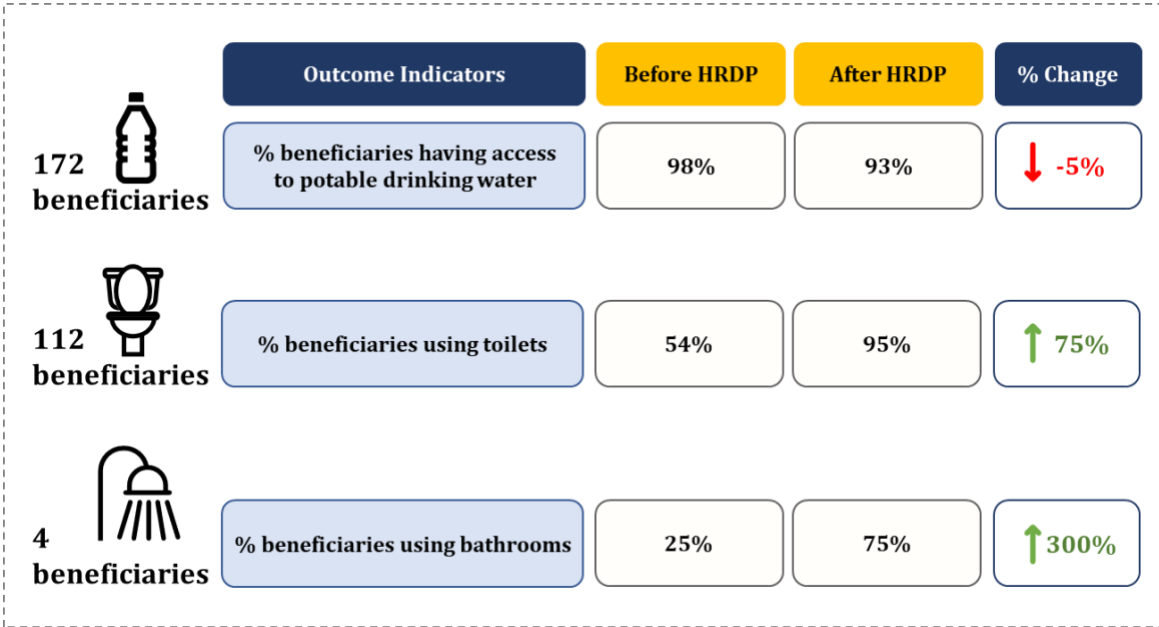 Outcome Indicators
Before HRDP
After HRDP
% Change
172
beneficiaries
% beneficiaries having access
to potable drinking water
98%
93%
-5%
112
beneficiaries
% beneficiaries using toilets
54%
95%
75%
4
beneficiaries
% beneficiaries using bathrooms
25%
75%
300%